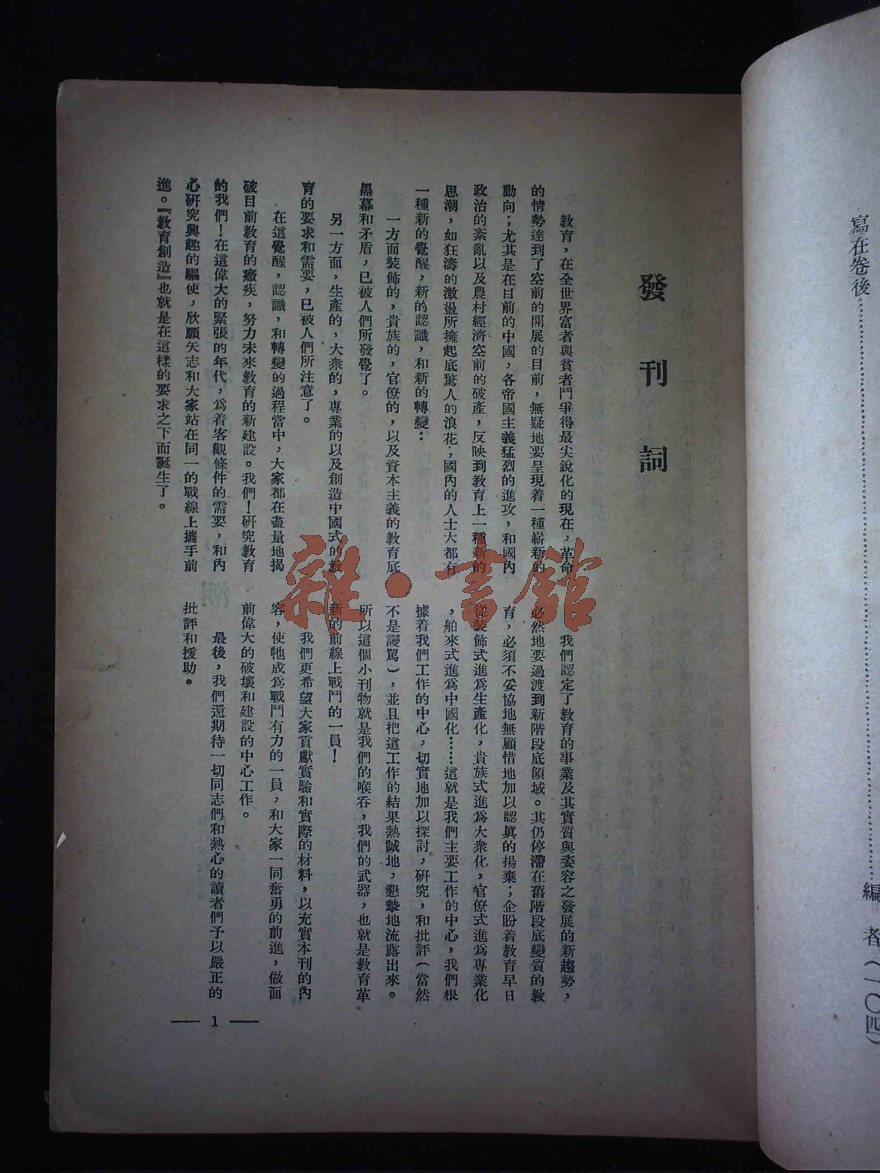 寫在卷後……………………………編者(一〇四)
發刊詞
教育，在全世界富者與貧者鬥爭得最尖銳化的現在，革命
的情勢達到了空前的開展的目前，無疑地要呈現着一種嶄新的
動向；尤其是在目前的中國，各帝國主義猛烈的進攻，和國內
政治的紊亂以及農村經濟空前的破產，反映到教育上一種新的
思潮，如狂濤的激盪所擁起底驚人的浪花，國內的人士大都有
一種新的覺醒，新的認識，和新的轉變：
一方面裝飾的，貴族的，官僚的，以及資本主義的教育底
黑幕和矛盾，已被人們所發覺了。
另一方面，生產的，大衆的，專業的以及創造中國式的教
育的要求和需要，已被人們所注意了。
在這覺醒，認識，和轉變的過程當中，大家都在盡量地揭
破目前教育的癥疾，努力未來教育的新建設。我們！研究教育
的我們！在這偉大的緊張的年代，爲着客觀條件的需要，和內
心研究興趣的驅使，欣願矢志和大家站在同一的戰線上攜手前
進。『教育創造』也就是在這樣的要求之下而誕生了。
我們認定了教育的事業及其實質與姿容之發展的新趨勢，
必然地要過渡到新階段底領域。其仍停滯在舊階段底變質的教
育，必須不妥協地無顧惜地加以認眞的揚棄；企盼着教育早日
從裝飾式進爲生產化，貴族式進爲大衆化，官僚式進爲專業化
，舶來式進爲中國化……這就是我們主要工作的中心，我們根
據着我們工作的中心，切實地加以探討，研究，和批評（當然
不是謾罵），並且把這工作的結果熱誠地，懇摯地流露出來。
所以這個小刊物就是我們的喉舌，我們的武器，也就是教育革
新的前線上戰鬥的一員！
我們更希望大家貢獻實驗和實際的材料，以充實本刊的內
容，使牠成爲戰鬥有力的一員，和大家一同奮勇的前進，做面
前偉大的破壞和建設的中心工作。
最後，我們還期待一切同志們和熱心的讀者們予以嚴正的
批評和援助。
— 1 —
雜·書館